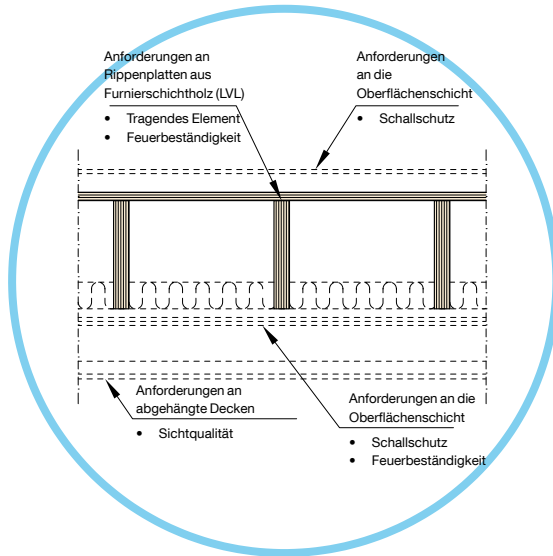 Anforderungen an
Rippenplatten aus
Furnierschichtholz (LVL)
• Tragendes Element
• Feuerbeständigkeit
Anforderungen
an die
Oberflächenschicht
• Schallschutz
Anforderungen an
abgehängte Decken
• Sichtqualität
Anforderungen an die
Oberflächenschicht
• Schallschutz
• Feuerbeständigkeit